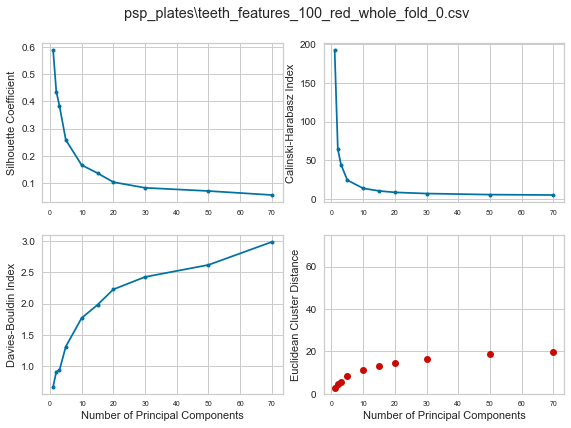 psp_plates\teeth_features_100_red_whole_fold_0.csv
Silhouette Coefficient
0.6
0.5
0.4
0.3
0.2
0.1
0 10 20 30 40 50 60 70
Calinski-Harabasz Index
200
150
100
50
0
0 10 20 30 40 50 60 70
Davies-Bouldin Index
3.0
2.5
2.0
1.5
1.0
0 10 20 30 40 50 60 70
Number of Principal Components
Euclidean Cluster Distance
60
40
20
0
0 10 20 30 40 50 60 70
Number of Principal Components